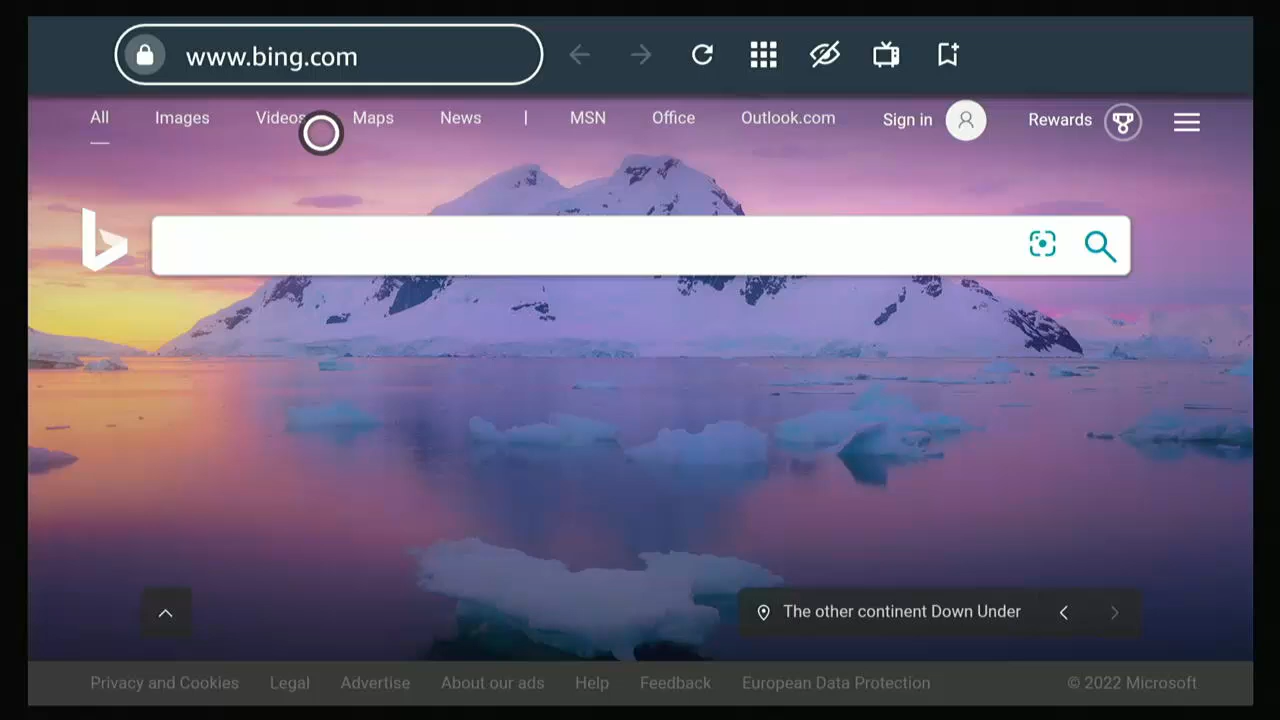 www.bing.com
All Images Videos Maps News | MSN Office Outlook.com Sign in Rewards
The other continent Down Under
Privacy and Cookies Legal Advertise About our ads Help Feedback European Data Protection © 2022 Microsoft